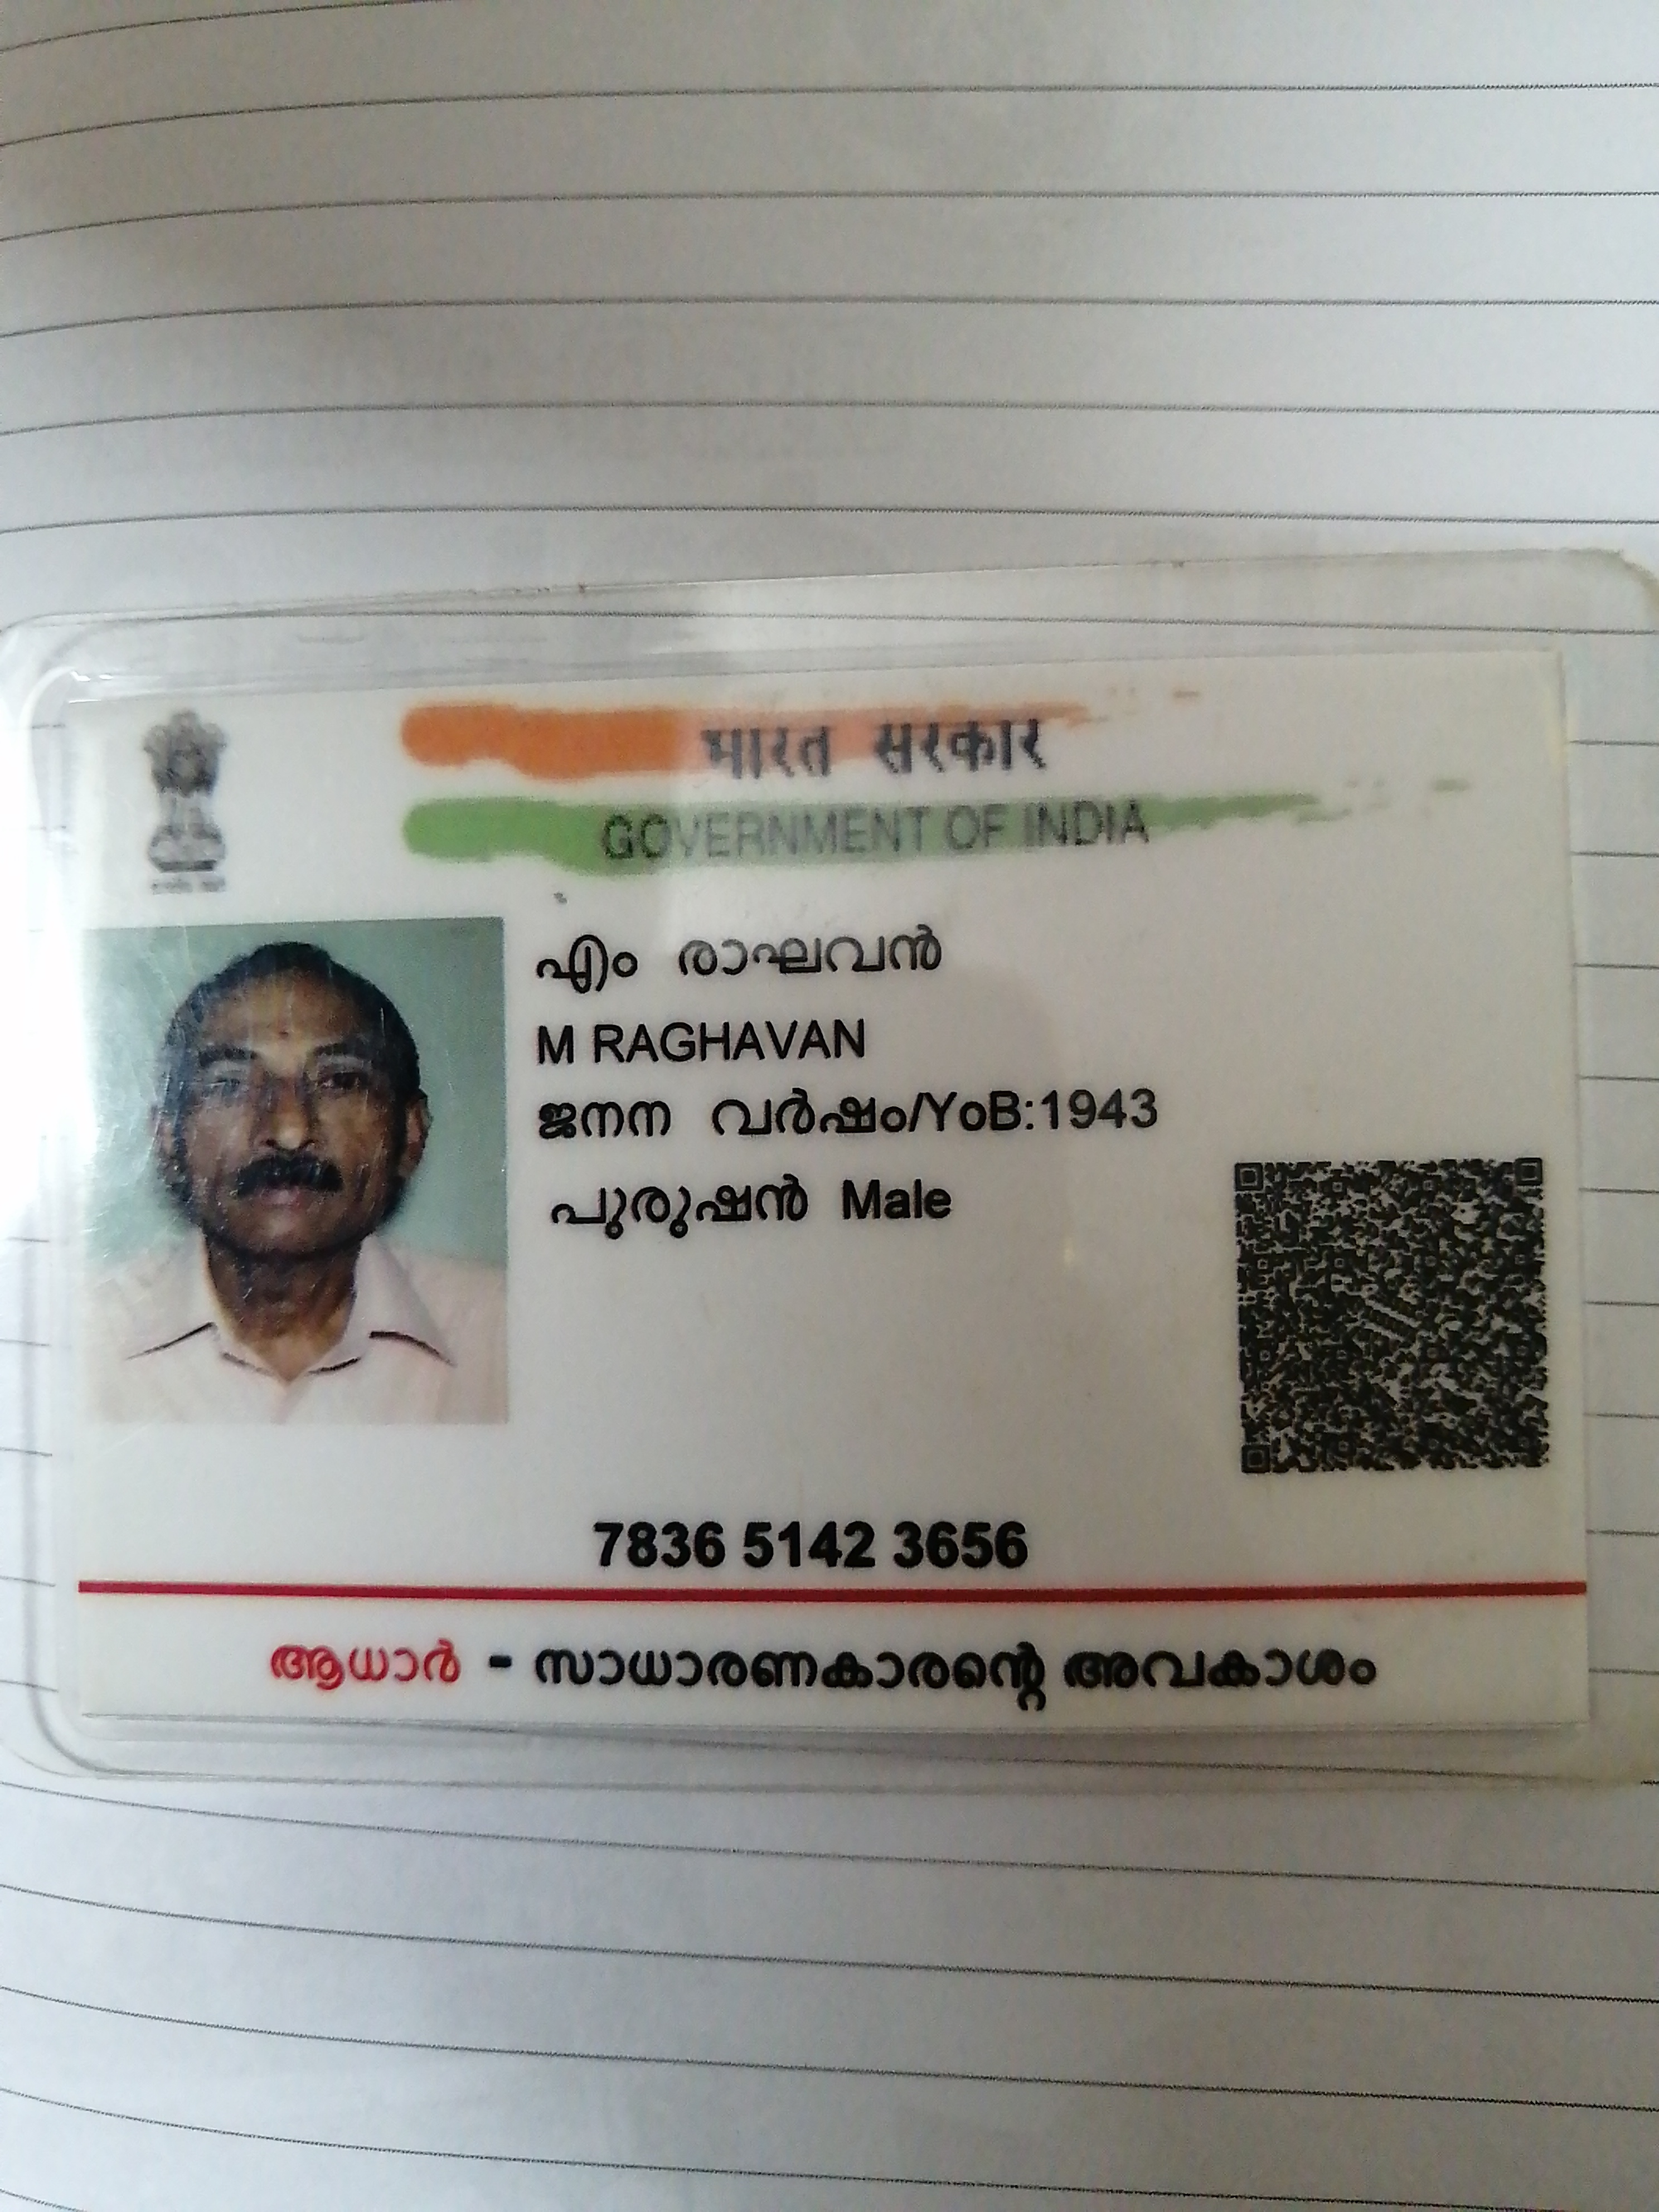 भारत सरकार
GOVERNMENT OF INDIA
എം രാഘവൻ
M RAGHAVAN
ജനന വർഷം/YoB:1943
പുരുഷൻ Male
7836 5142 3656
ആധാർ - സാധാരണകാരന്റെ അവകാശം